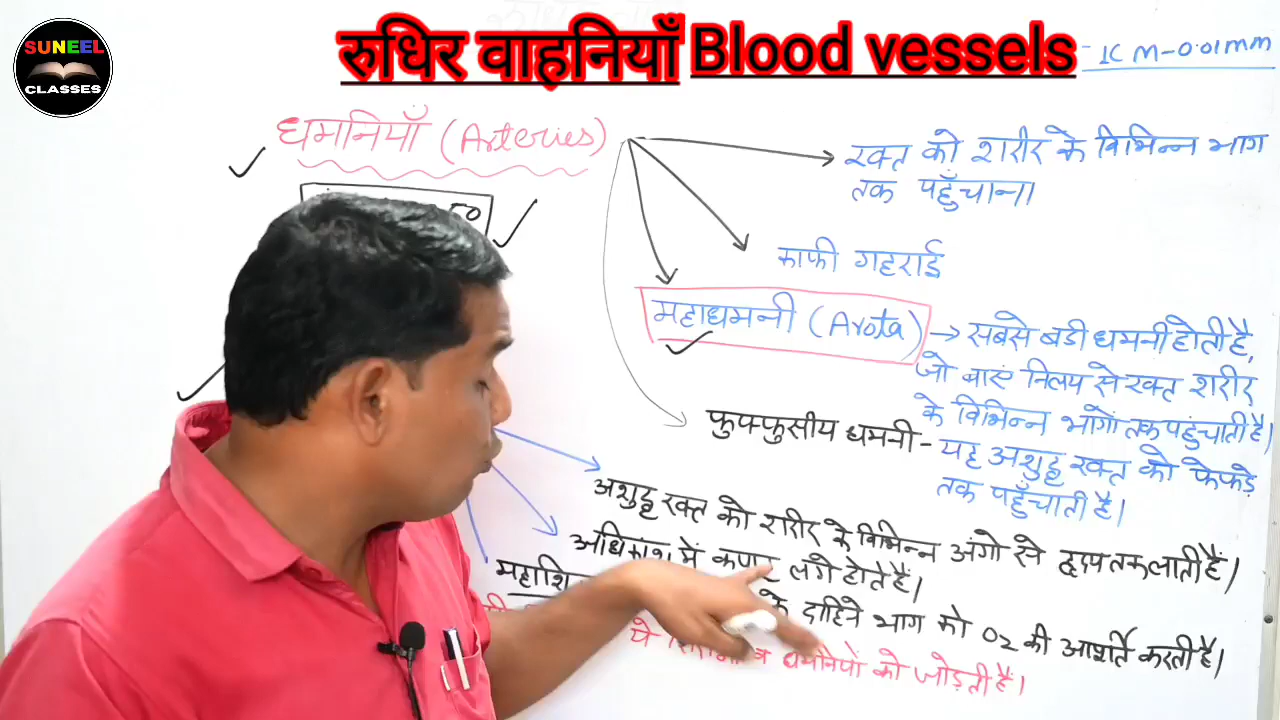 SUNEEL
CLASSES
रुधिर वाहनियाँ Blood vessels
1C M-0.01MM
धमनियाँ (Arteries)
रक्त को शरीर के विभिन्न भाग
तक पहुँचाना
काफी गहराई
महाधमनी (Arota) → सबसे बडी धमनी होती है,
जो बाएं निलय से रक्त शरीर
के विभिन्न भागों तक पहुंचाती है।
फुफ्फुसीय धमनी - यह अशुद्ध रक्त को फेफड़े
तक पहुँचाती है।
अशुद्ध रक्त को शरीर के विभिन्न अंगो से हृदय तक लाती हैं।
अधिकांश में कपाट लगे होते हैं।
महाशि
के दाहिने भाग को O2 की आपूर्ति करती है।
ये व धमनियों को जोड़ती हैं।